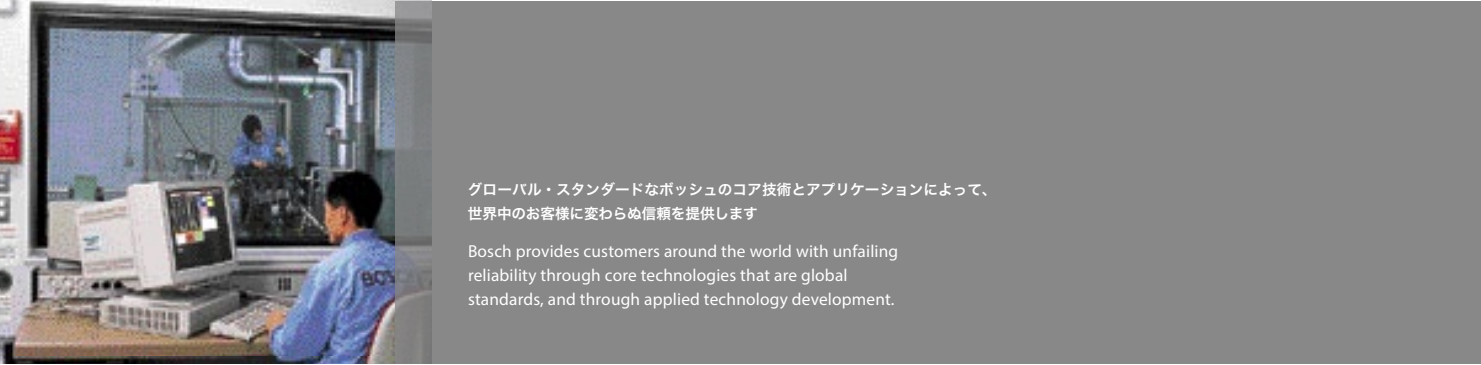 グローバル・スタンダードなボッシュのコア技術とアプリケーションによって、
世界中のお客様に変わらぬ信頼を提供します
Bosch provides customers around the world with unfailing
reliability through core technologies that are global
standards, and through applied technology development.
BOSCH